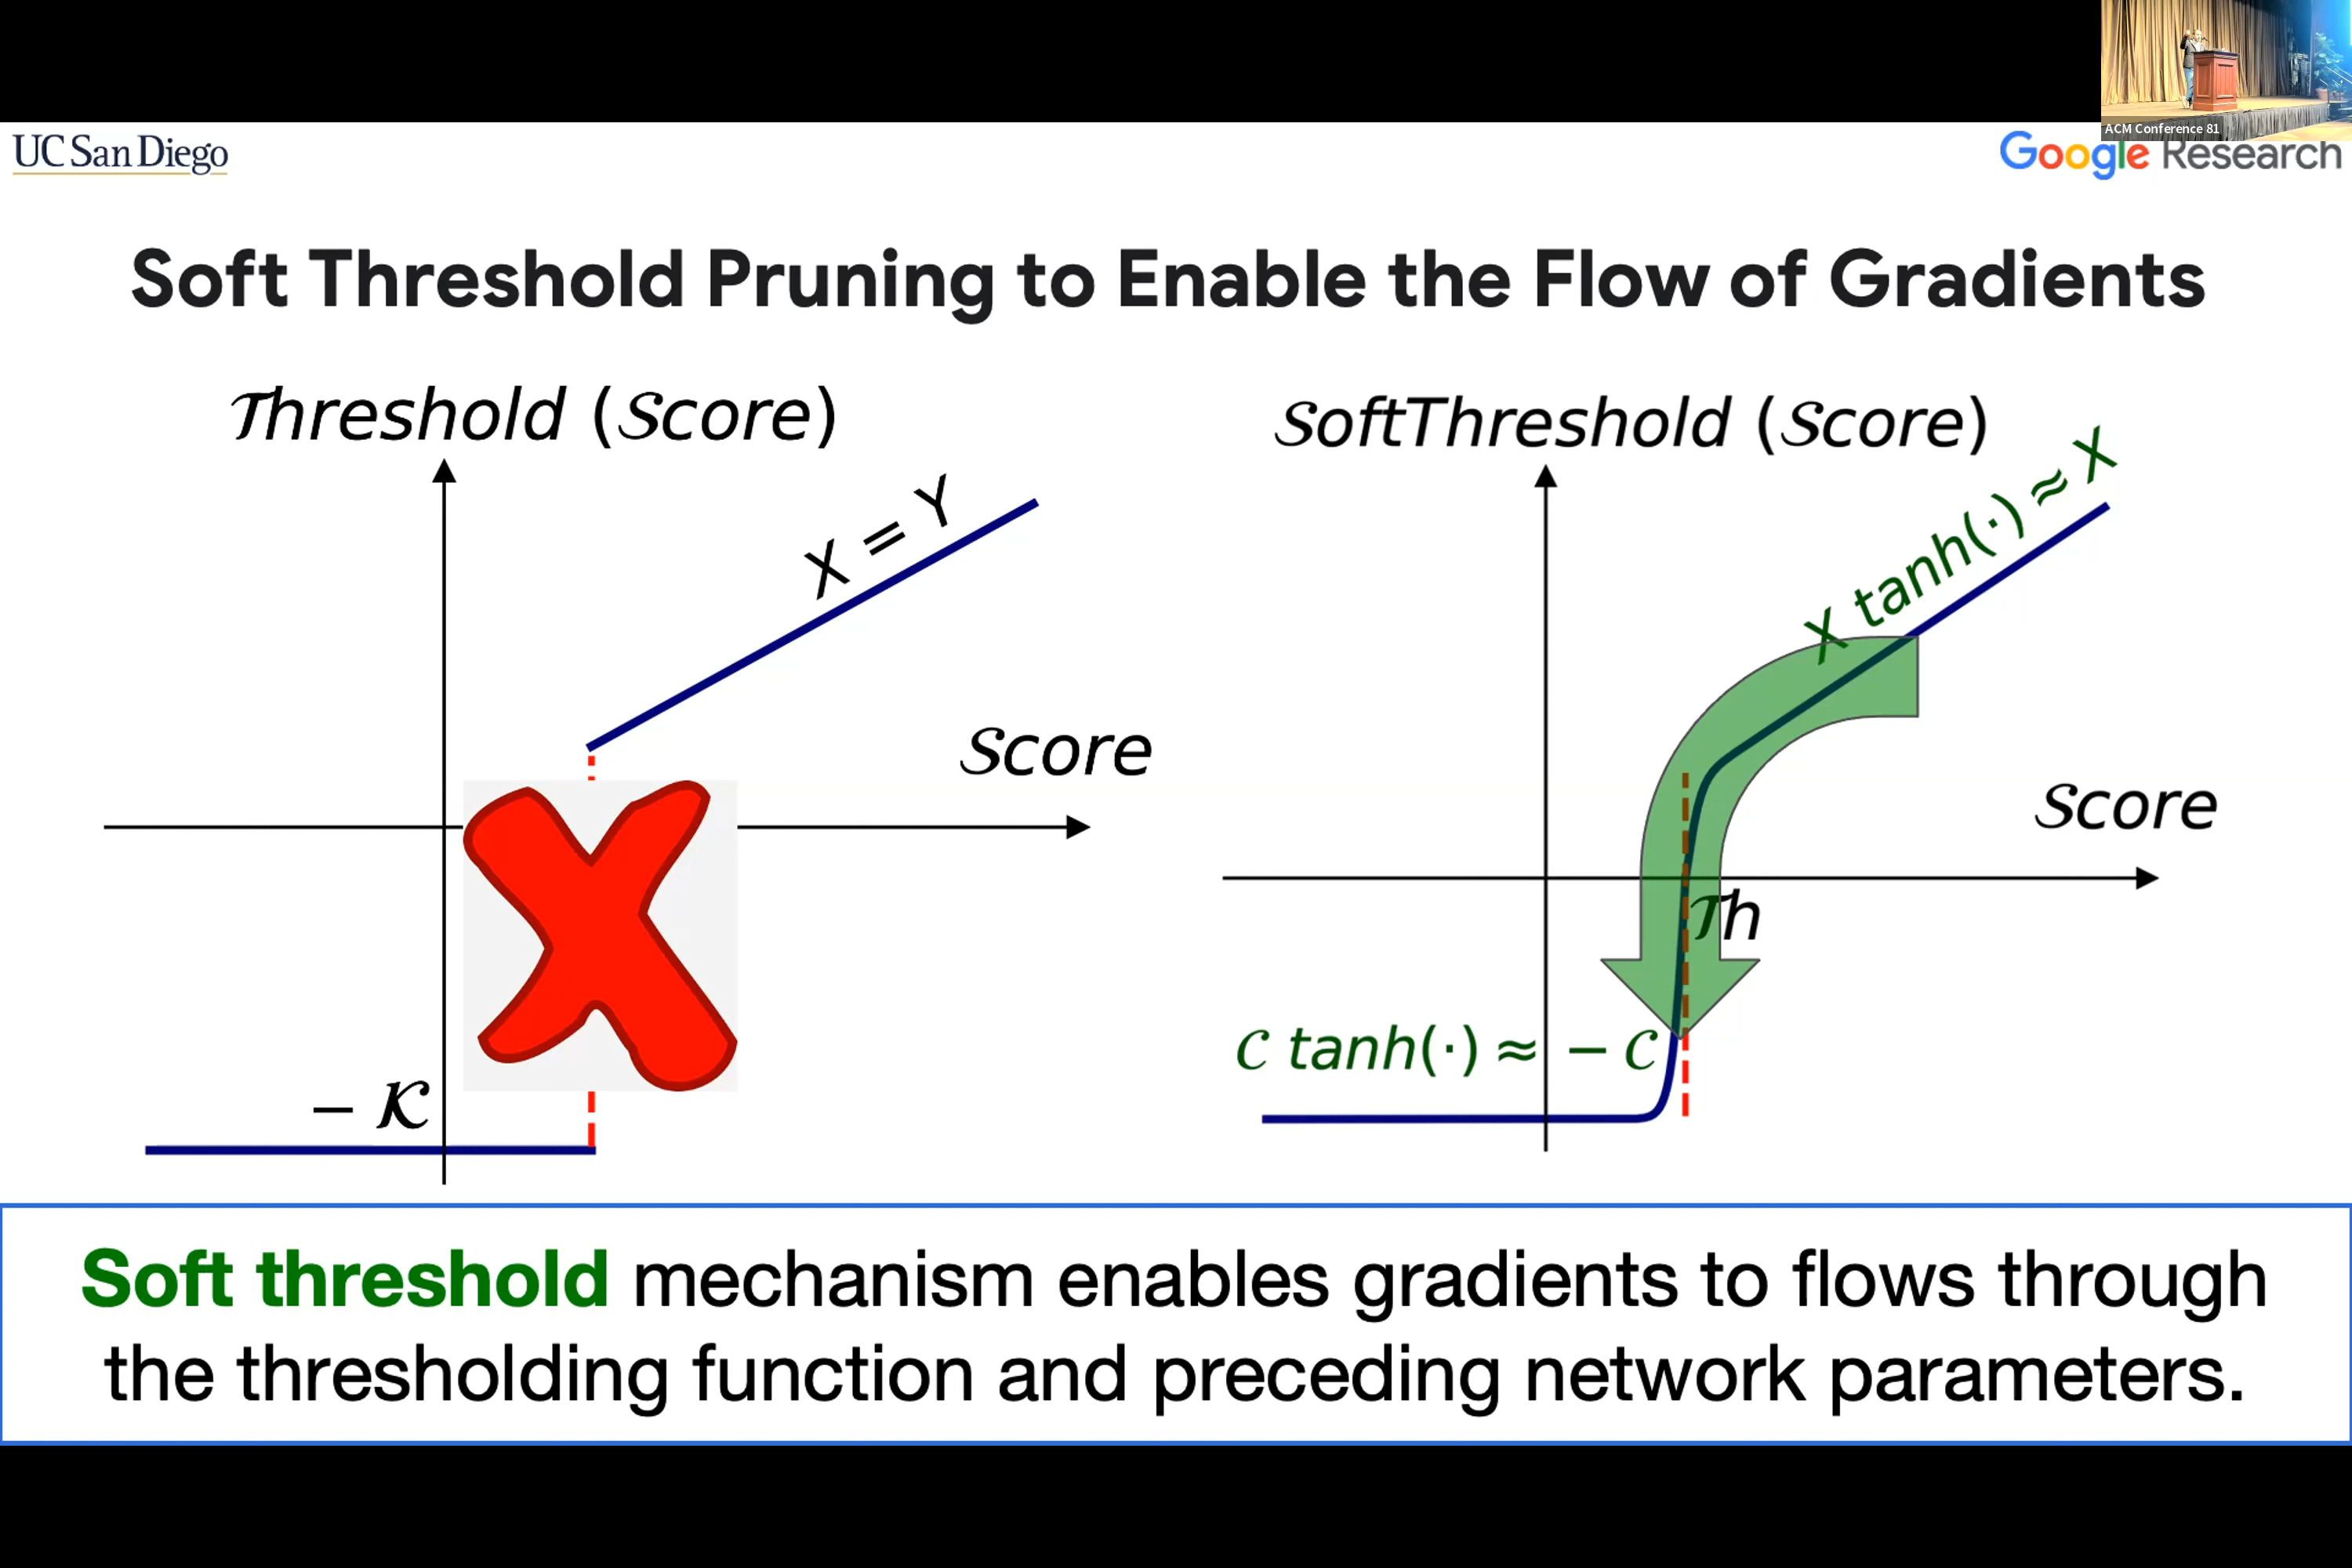 ACM Conference 81
UC San Diego
Google Research
Soft Threshold Pruning to Enable the Flow of Gradients
Threshold (Score)
X = Y
Score
− K
SoftThreshold (Score)
X tanh(·) ≈ X
Score
Th
C tanh(·) ≈ − C
Soft threshold mechanism enables gradients to flows through
the thresholding function and preceding network parameters.